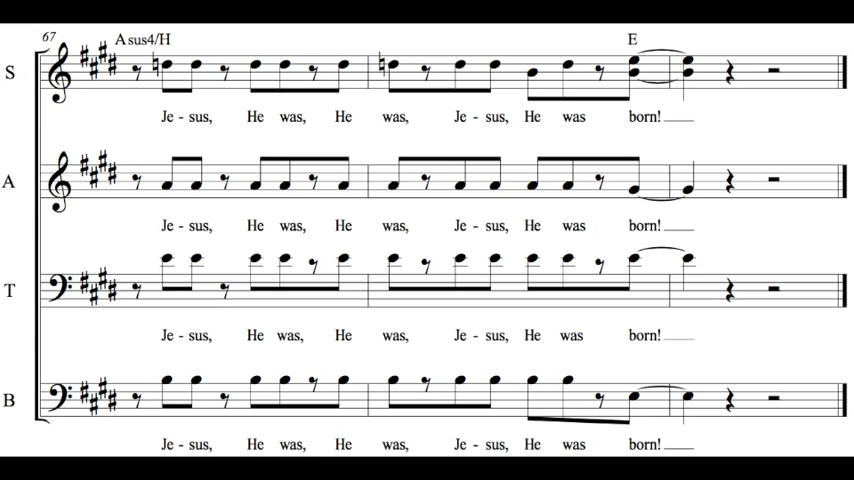 67 Asus4/H E
S
Je - sus, He was, He was, Je - sus, He was born!
A
Je - sus, He was, He was, Je - sus, He was born!
T
Je - sus, He was, He was, Je - sus, He was born!
B
Je - sus, He was, He was, Je - sus, He was born!